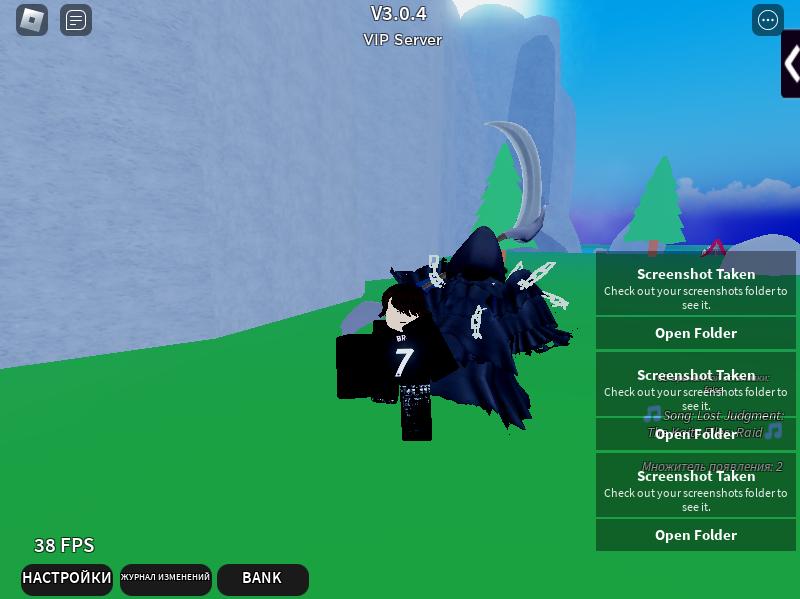 V3.0.4
VIP Server
BR
7
Screenshot Taken
Check out your screenshots folder to
see it.
Open Folder
Screenshot Taken
Check out your screenshots folder to
see it.
🎵Song: Lost Judgment:
Raid🎵
Open Folder
Множитель появления: 2
Screenshot Taken
Check out your screenshots folder to
see it.
Open Folder
38 FPS
НАСТРОЙКИ
ЖУРНАЛ ИЗМЕНЕНИЙ
BANK